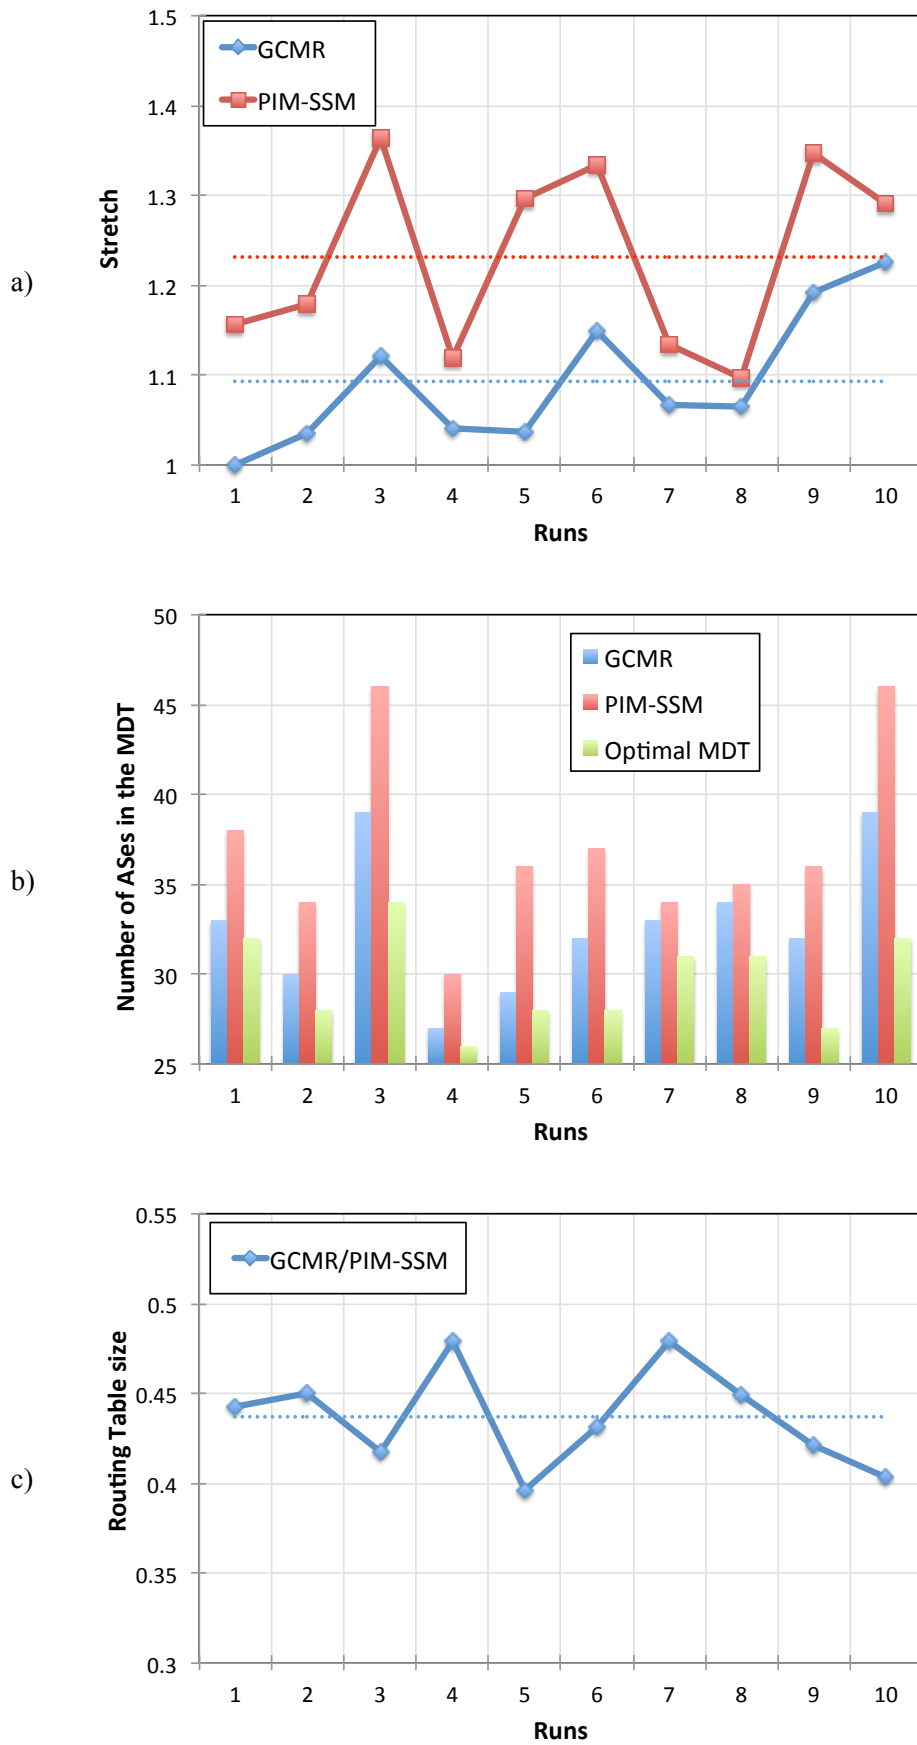 a)
Stretch
1.5
1.4
1.3
1.2
1.1
1
GCMR
PIM-SSM
1 2 3 4 5 6 7 8 9 10
Runs
b)
Number of ASes in the MDT
50
45
40
35
30
25
GCMR
PIM-SSM
Optimal MDT
1 2 3 4 5 6 7 8 9 10
Runs
c)
Routing Table size
0.55
0.5
0.45
0.4
0.35
0.3
GCMR/PIM-SSM
1 2 3 4 5 6 7 8 9 10
Runs